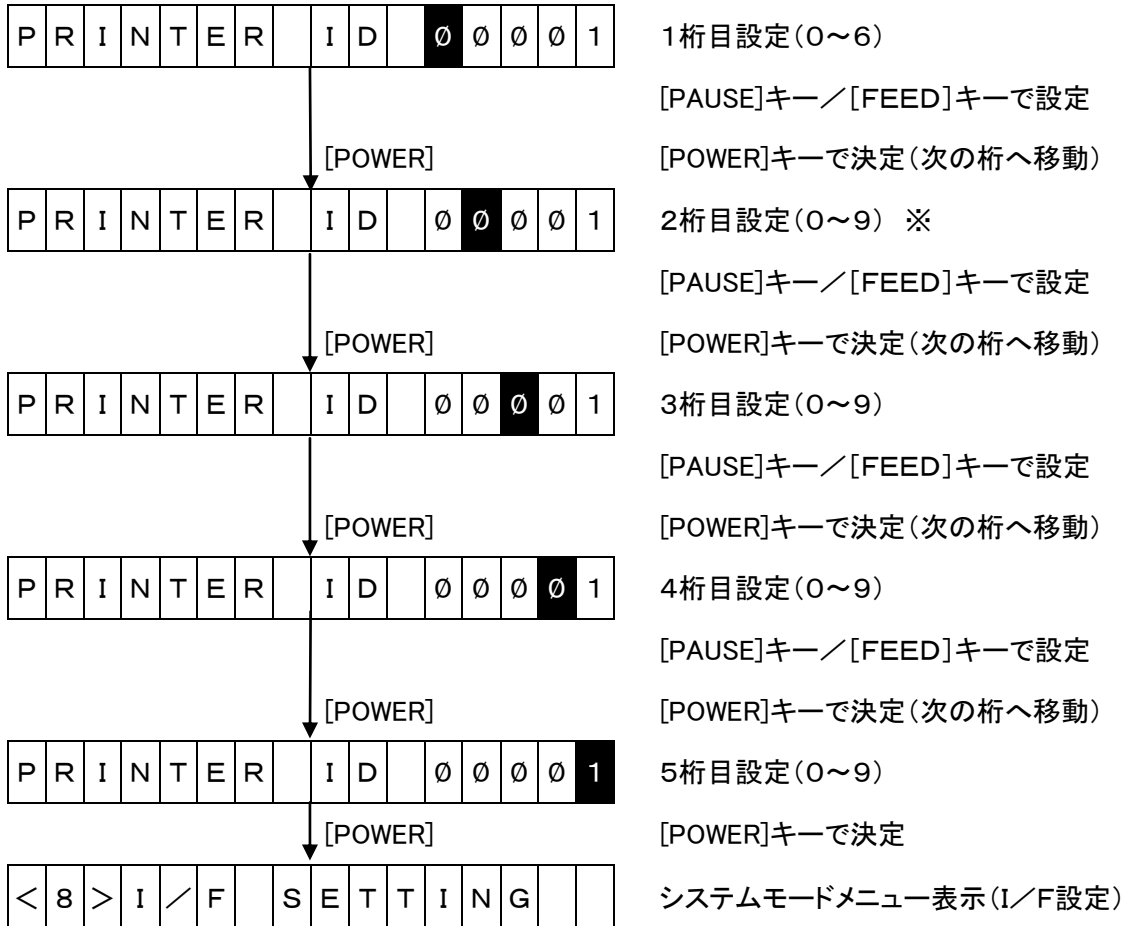 PRINTER ID ØØØØ1 1桁目設定(０～６)
[PAUSE]キー／[FEED]キーで設定
[POWER] [POWER]キーで決定(次の桁へ移動)
PRINTER ID ØØØØ1 2桁目設定(０～９) ※
[PAUSE]キー／[FEED]キーで設定
[POWER] [POWER]キーで決定(次の桁へ移動)
PRINTER ID ØØØØ1 3桁目設定(０～９)
[PAUSE]キー／[FEED]キーで設定
[POWER] [POWER]キーで決定(次の桁へ移動)
PRINTER ID ØØØØ1 4桁目設定(０～９)
[PAUSE]キー／[FEED]キーで設定
[POWER] [POWER]キーで決定(次の桁へ移動)
PRINTER ID ØØØØ1 5桁目設定(０～９)
[POWER] [POWER]キーで決定
<8>I／F SETTING システムモードメニュー表示(I／F設定)